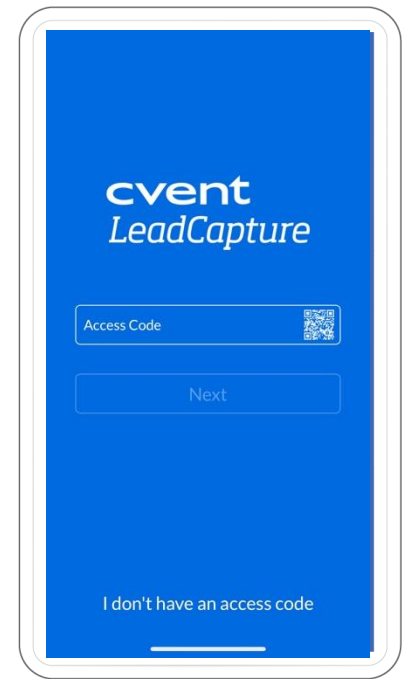 cvent
LeadCapture
Access Code
Next
I don't have an access code